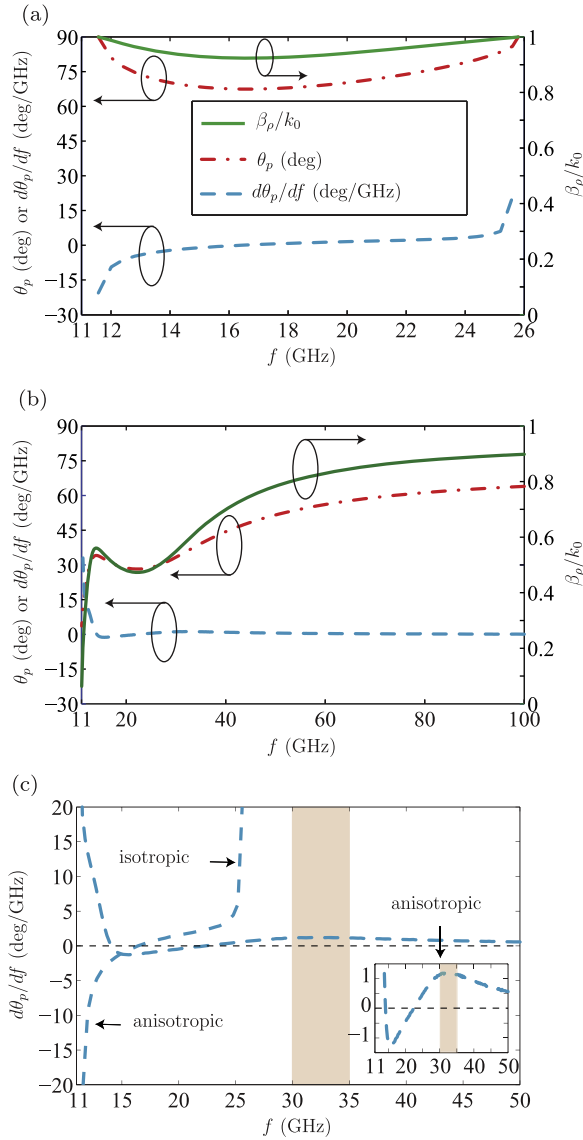 (a)
90
75
60
45
30
15
0
−15
−30
θp (deg) or dθp/df (deg/GHz)
βρ/k0
θp (deg)
dθp/df (deg/GHz)
1
0.8
0.6
0.4
0.2
0
βρ/k0
11 12 14 16 18 20 22 24 26
f (GHz)
(b)
90
75
60
45
30
15
0
−15
−30
θp (deg) or dθp/df (deg/GHz)
1
0.8
0.6
0.4
0.2
0
βρ/k0
11 20 40 60 80 100
f (GHz)
(c)
20
15
10
5
0
−5
−10
−15
−20
dθp/df (deg/GHz)
isotropic
anisotropic
anisotropic
1
0
−1
11 20 30 40 50
11 15 20 25 30 35 40 45 50
f (GHz)